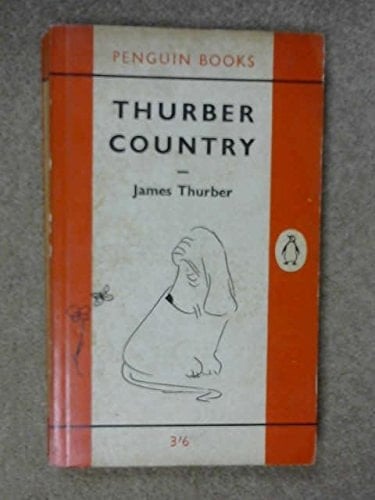 PENGUIN BOOKS
THURBER
COUNTRY
James Thurber
3'6